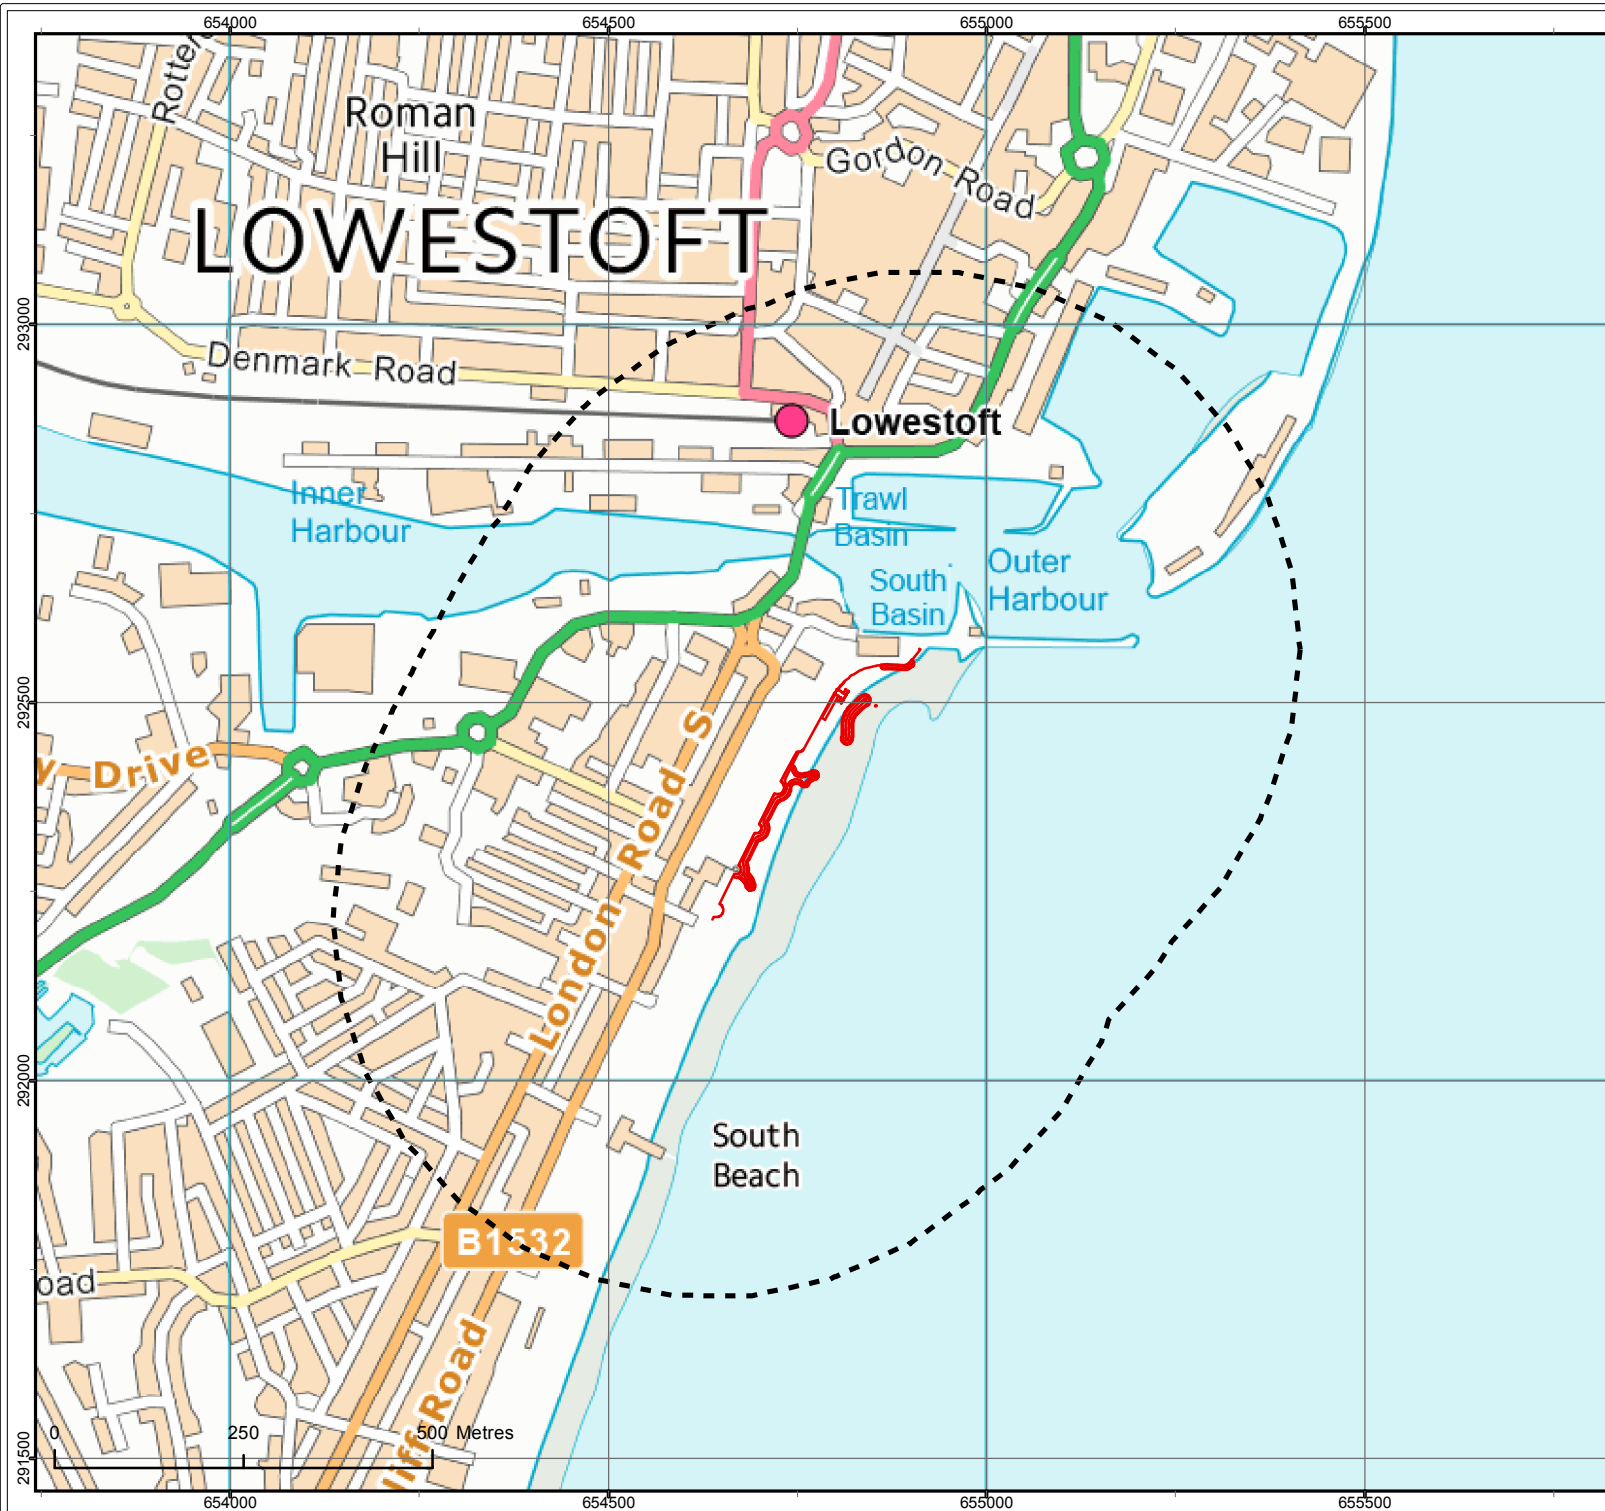 654000 654500 655000 655500
Rotter
Roman
Hill
Gordon Road
LOWESTOFT
293000
Denmark Road
Lowestoft
Inner
Harbour
Trawl
Basin
Outer
Harbour
South
Basin
292500
y Drive
London Road S
292000
South
Beach
B1532
oad
liff Road
0 250 500 Metres
291500
654000 654500 655000 655500